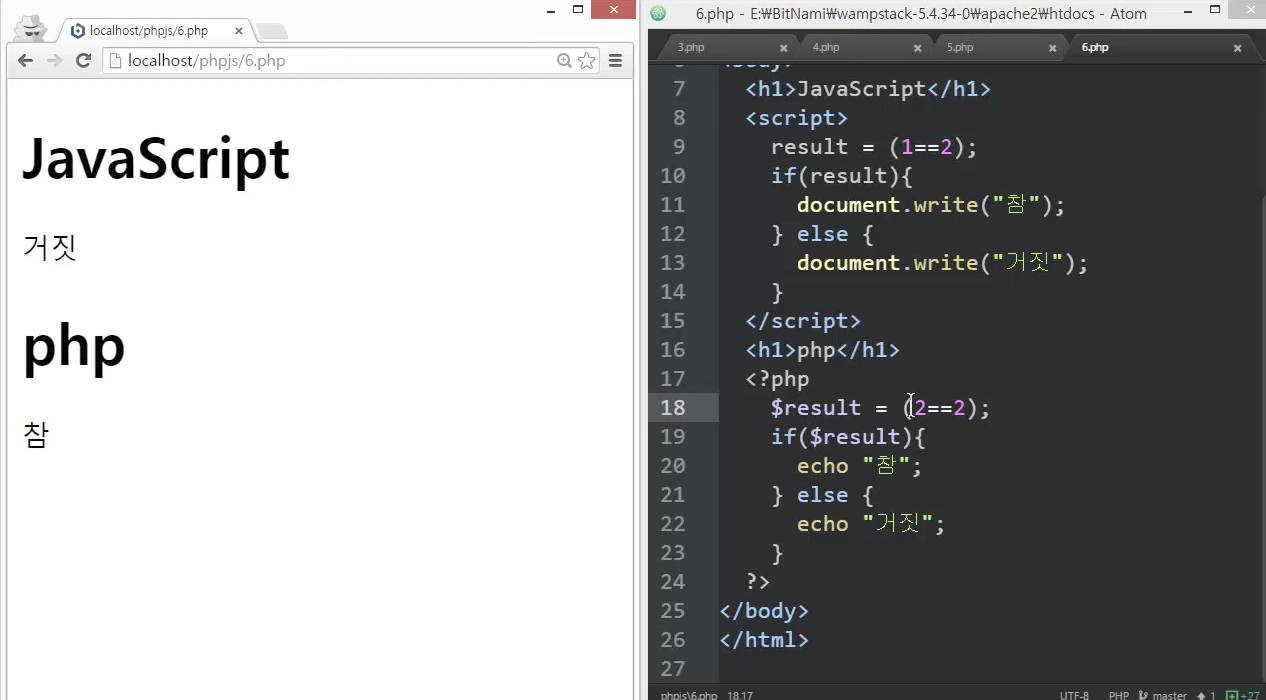 localhost/phpjs/6.php
localhost/phpjs/6.php
JavaScript
거짓
php
참
6.php - E:₩BitNami₩wampstack-5.4.34-0₩apache2₩htdocs - Atom
3.php
4.php
5.php
6.php
7 <h1>JavaScript</h1>
8 <script>
9 result = (1==2);
10 if(result){
11 document.write("참");
12 } else {
13 document.write("거짓");
14 }
15 </script>
16 <h1>php</h1>
17 <?php
18 $result = (2==2);
19 if($result){
20 echo "참";
21 } else {
22 echo "거짓";
23 }
24 ?>
25 </body>
26 </html>
27
phpjs\6.php 18,17 UTF-8 PHP master 1 +27